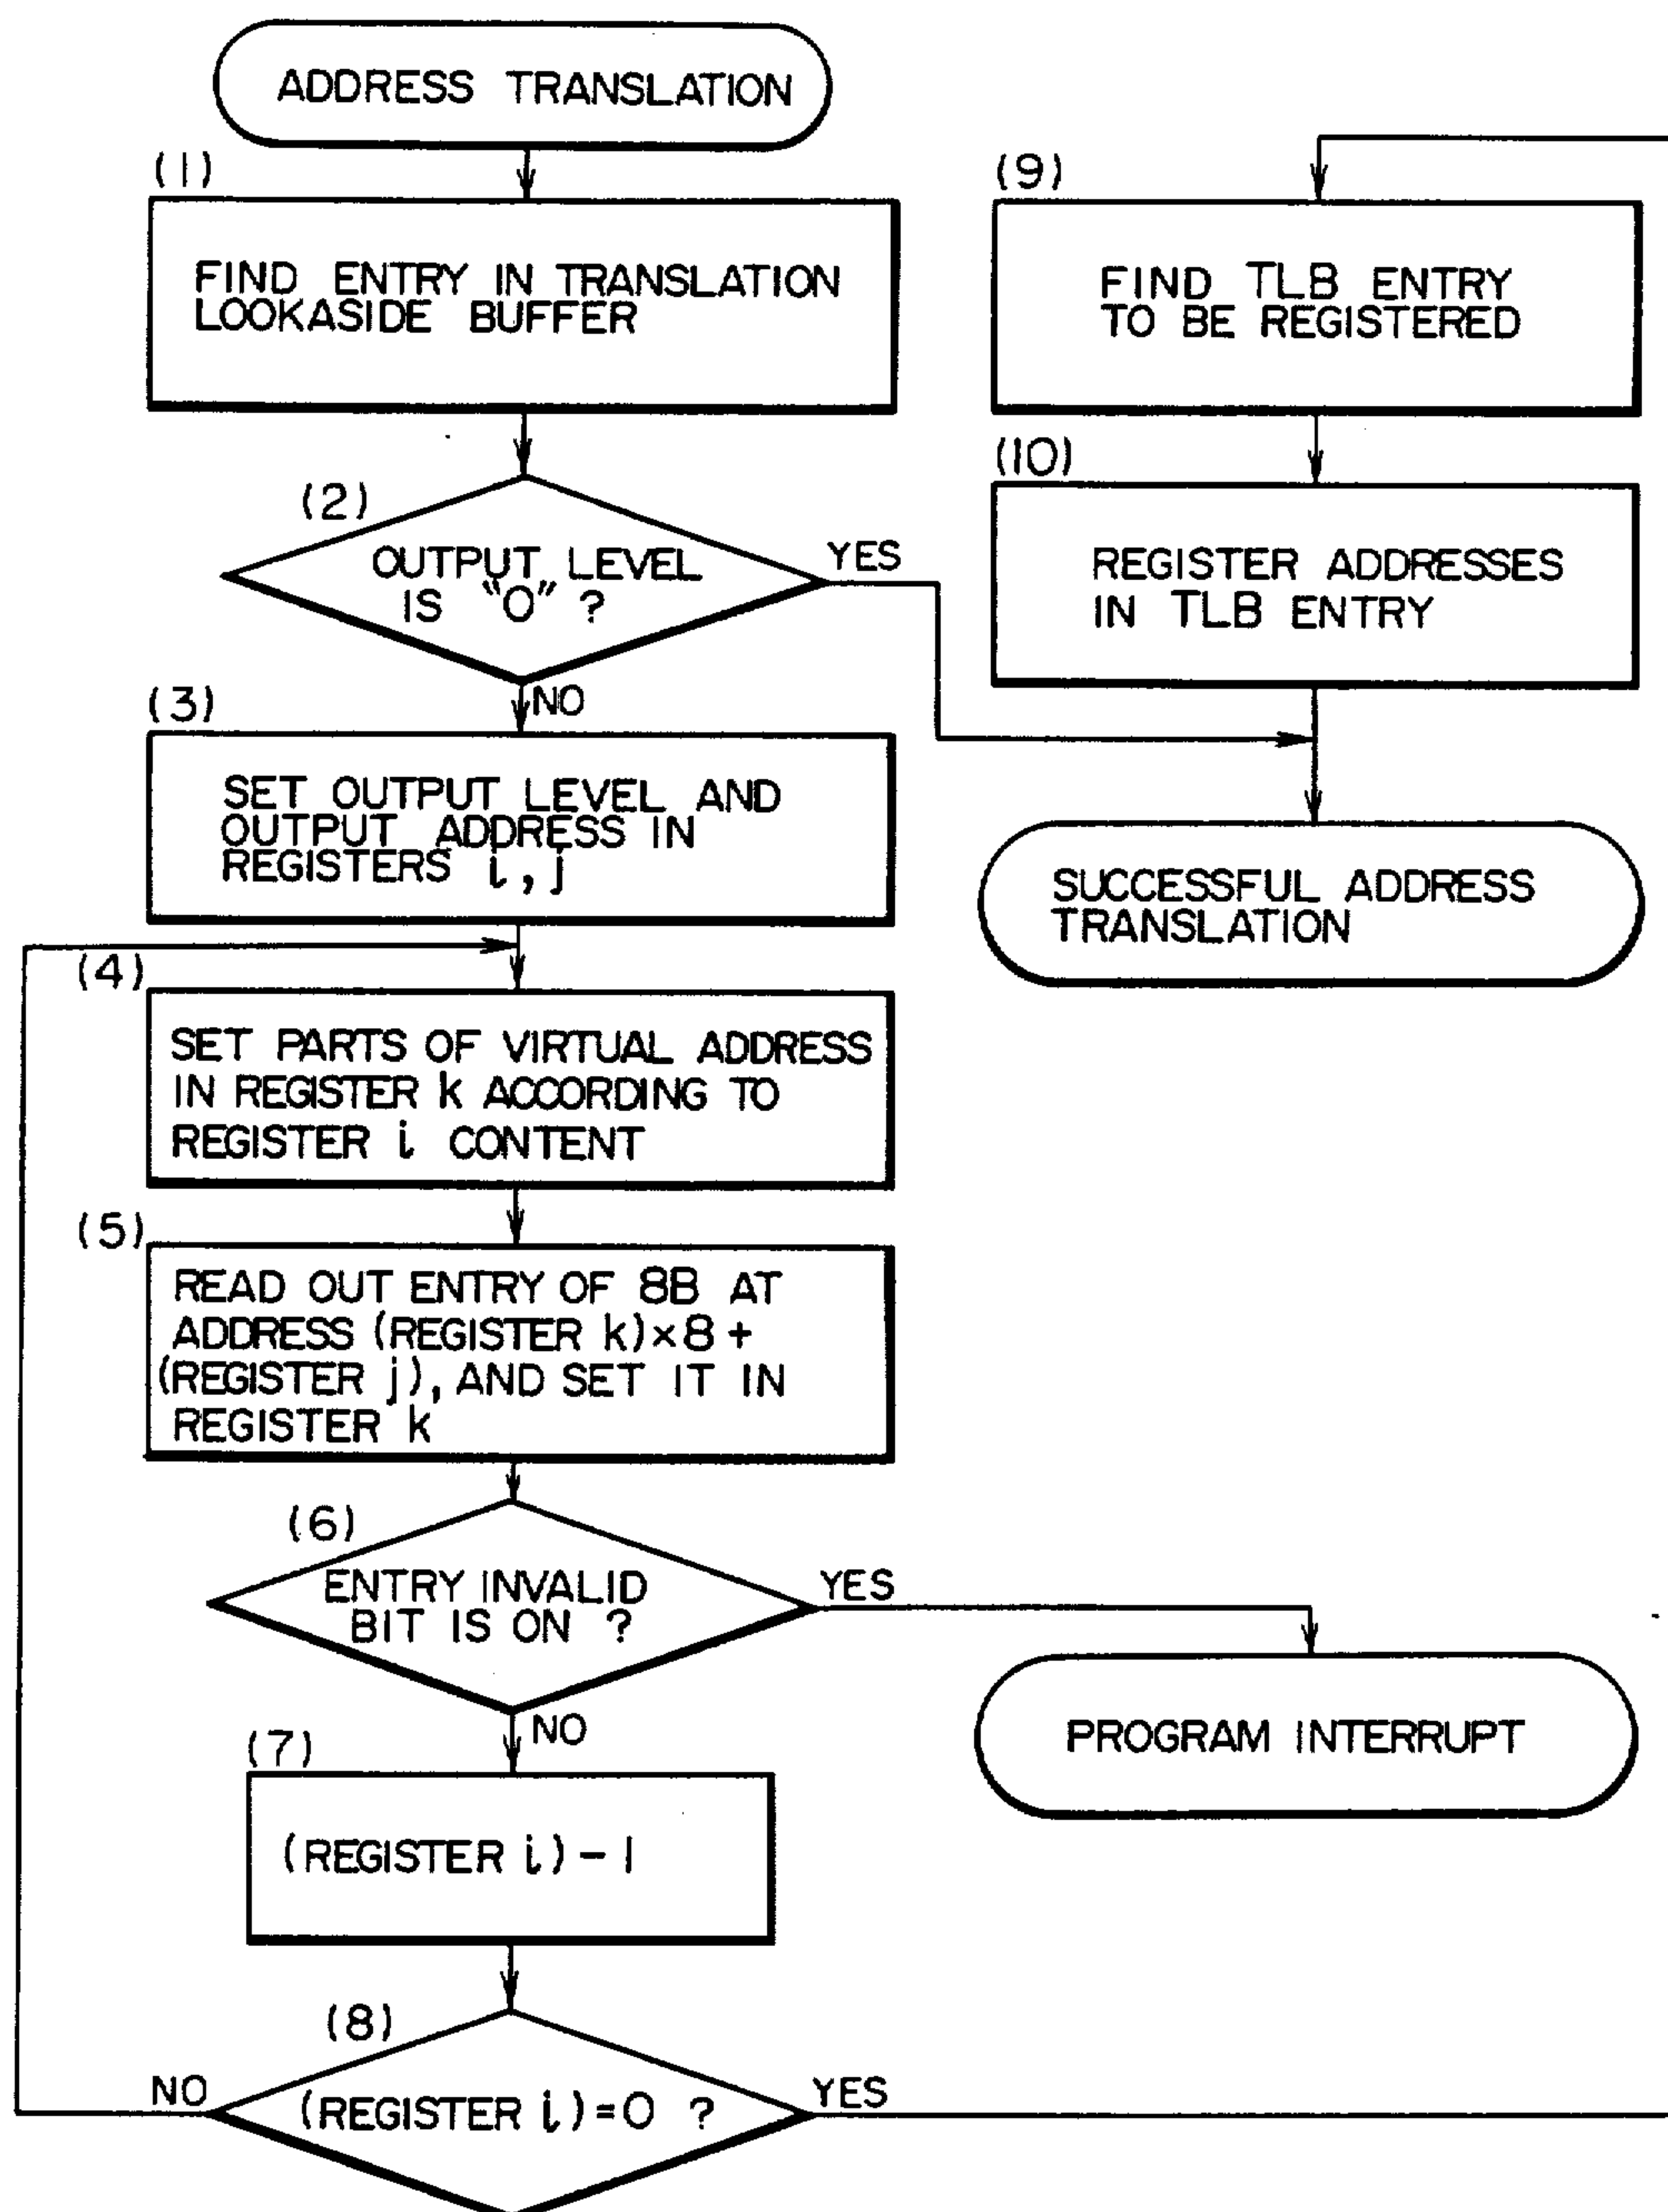 ADDRESS TRANSLATION
(1)
FIND ENTRY IN TRANSLATION
LOOKASIDE BUFFER
(2)
OUTPUT LEVEL
IS "0" ?
YES
NO
(3)
SET OUTPUT LEVEL AND
OUTPUT ADDRESS IN
REGISTERS i, j
(4)
SET PARTS OF VIRTUAL ADDRESS
IN REGISTER k ACCORDING TO
REGISTER i CONTENT
(5)
READ OUT ENTRY OF 8B AT
ADDRESS (REGISTER k)×8+
(REGISTER j), AND SET IT IN
REGISTER k
(6)
ENTRY INVALID
BIT IS ON ?
YES
NO
(7)
(REGISTER i)-1
(8)
(REGISTER i)=0 ?
NO
YES
(9)
FIND TLB ENTRY
TO BE REGISTERED
(10)
REGISTER ADDRESSES
IN TLB ENTRY
SUCCESSFUL ADDRESS
TRANSLATION
PROGRAM INTERRUPT